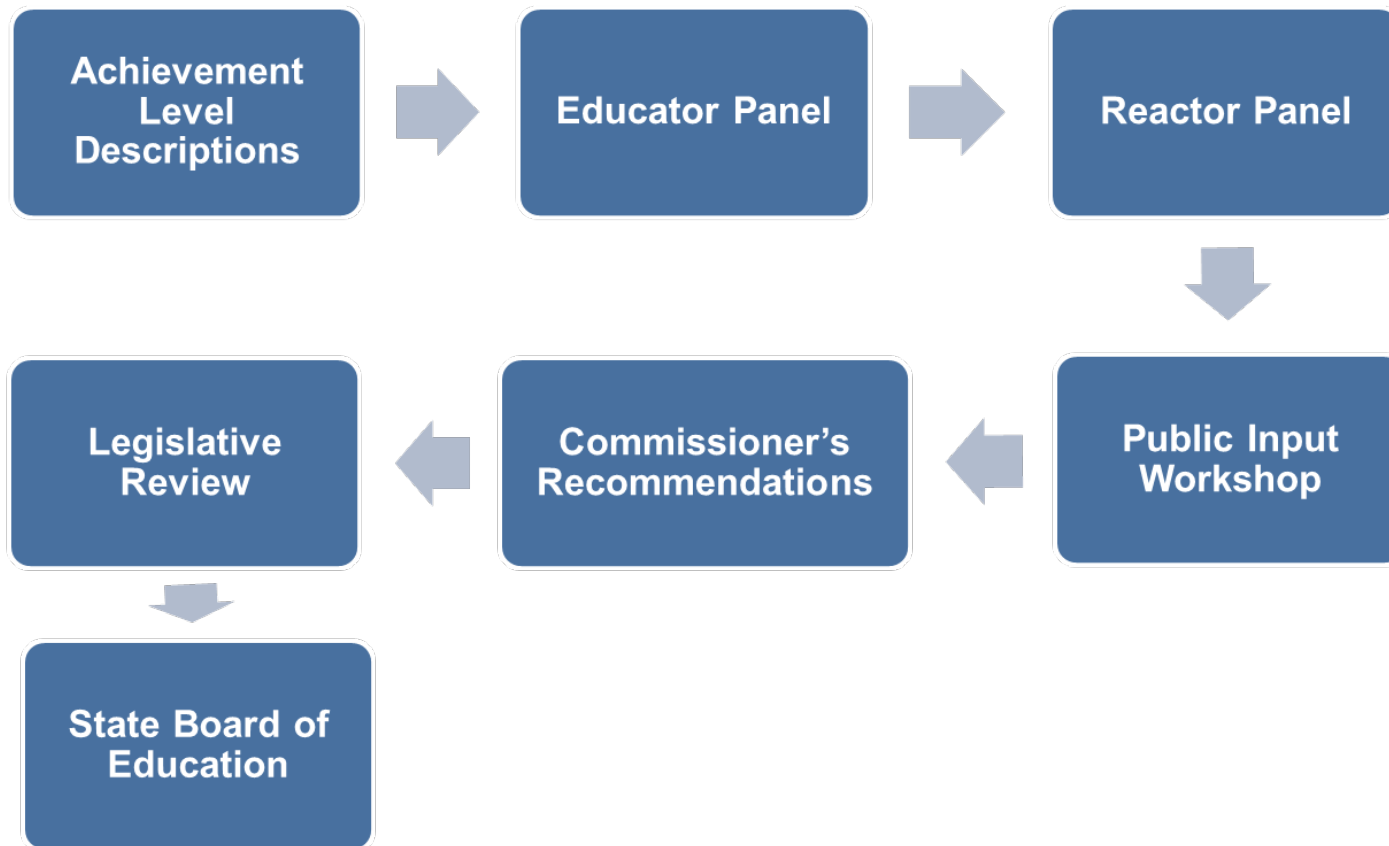 Achievement
Level
Descriptions
Educator Panel
Reactor Panel
Public Input
Workshop
Commissioner’s
Recommendations
Legislative
Review
State Board of
Education